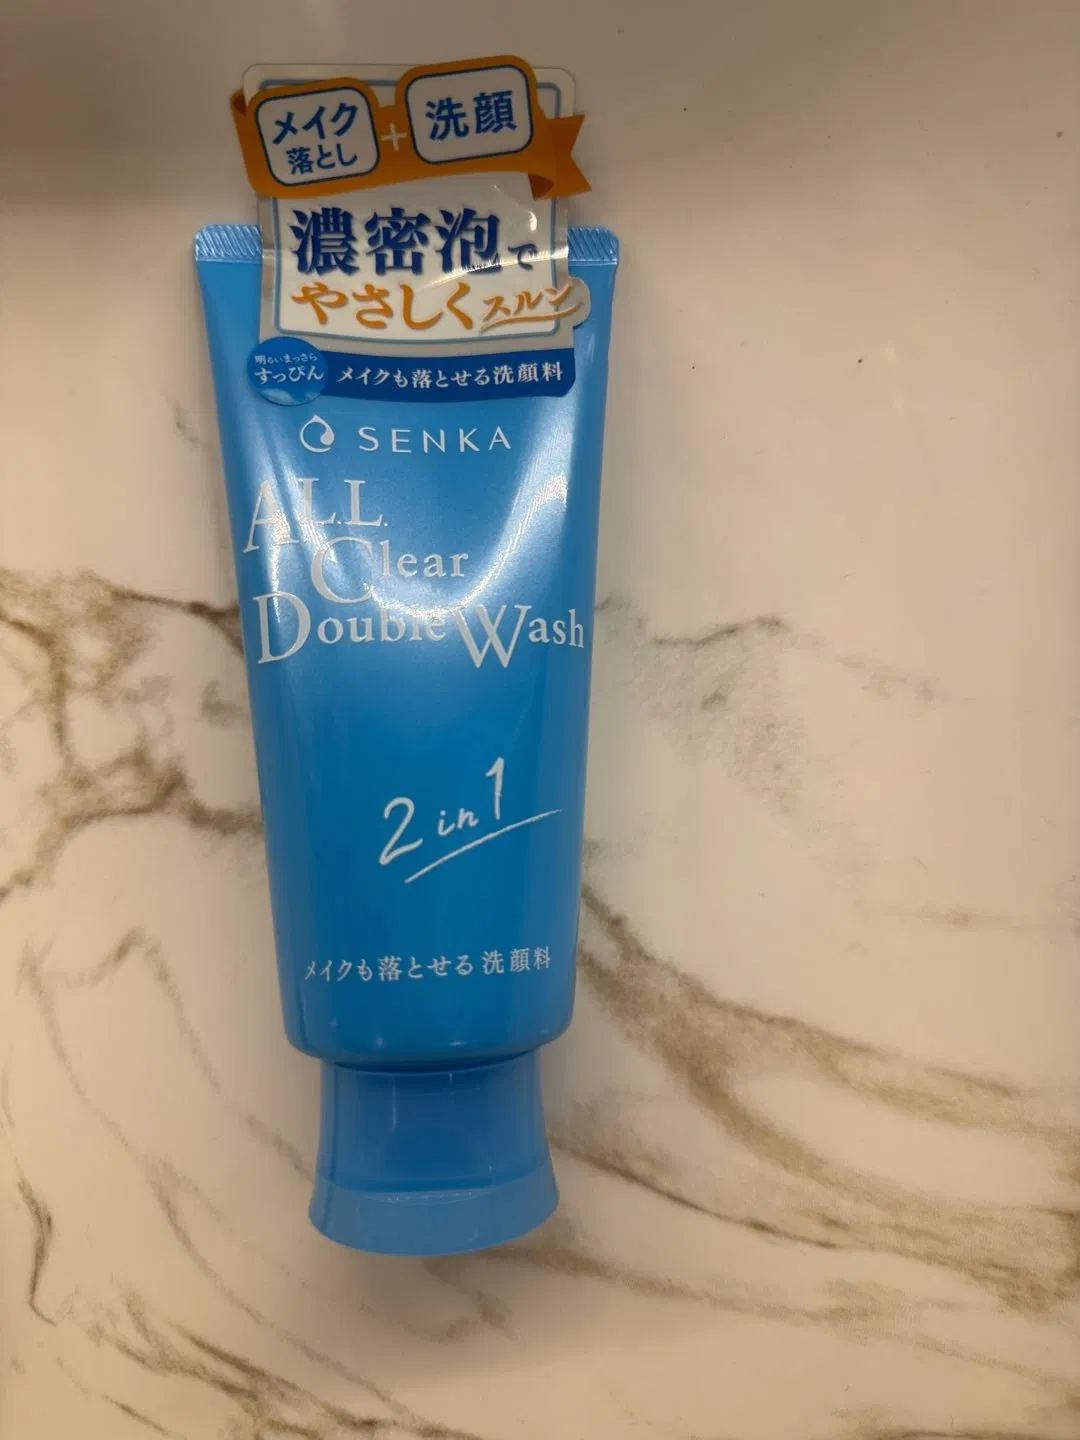 メイク
落とし
+
洗顔
濃密泡で
やさしくスルン
明るいまっさら
すっぴん
メイクも落とせる洗顔料
SENKA
A.L.L.
Clear
Double Wash
2 in 1
メイクも落とせる洗顔料